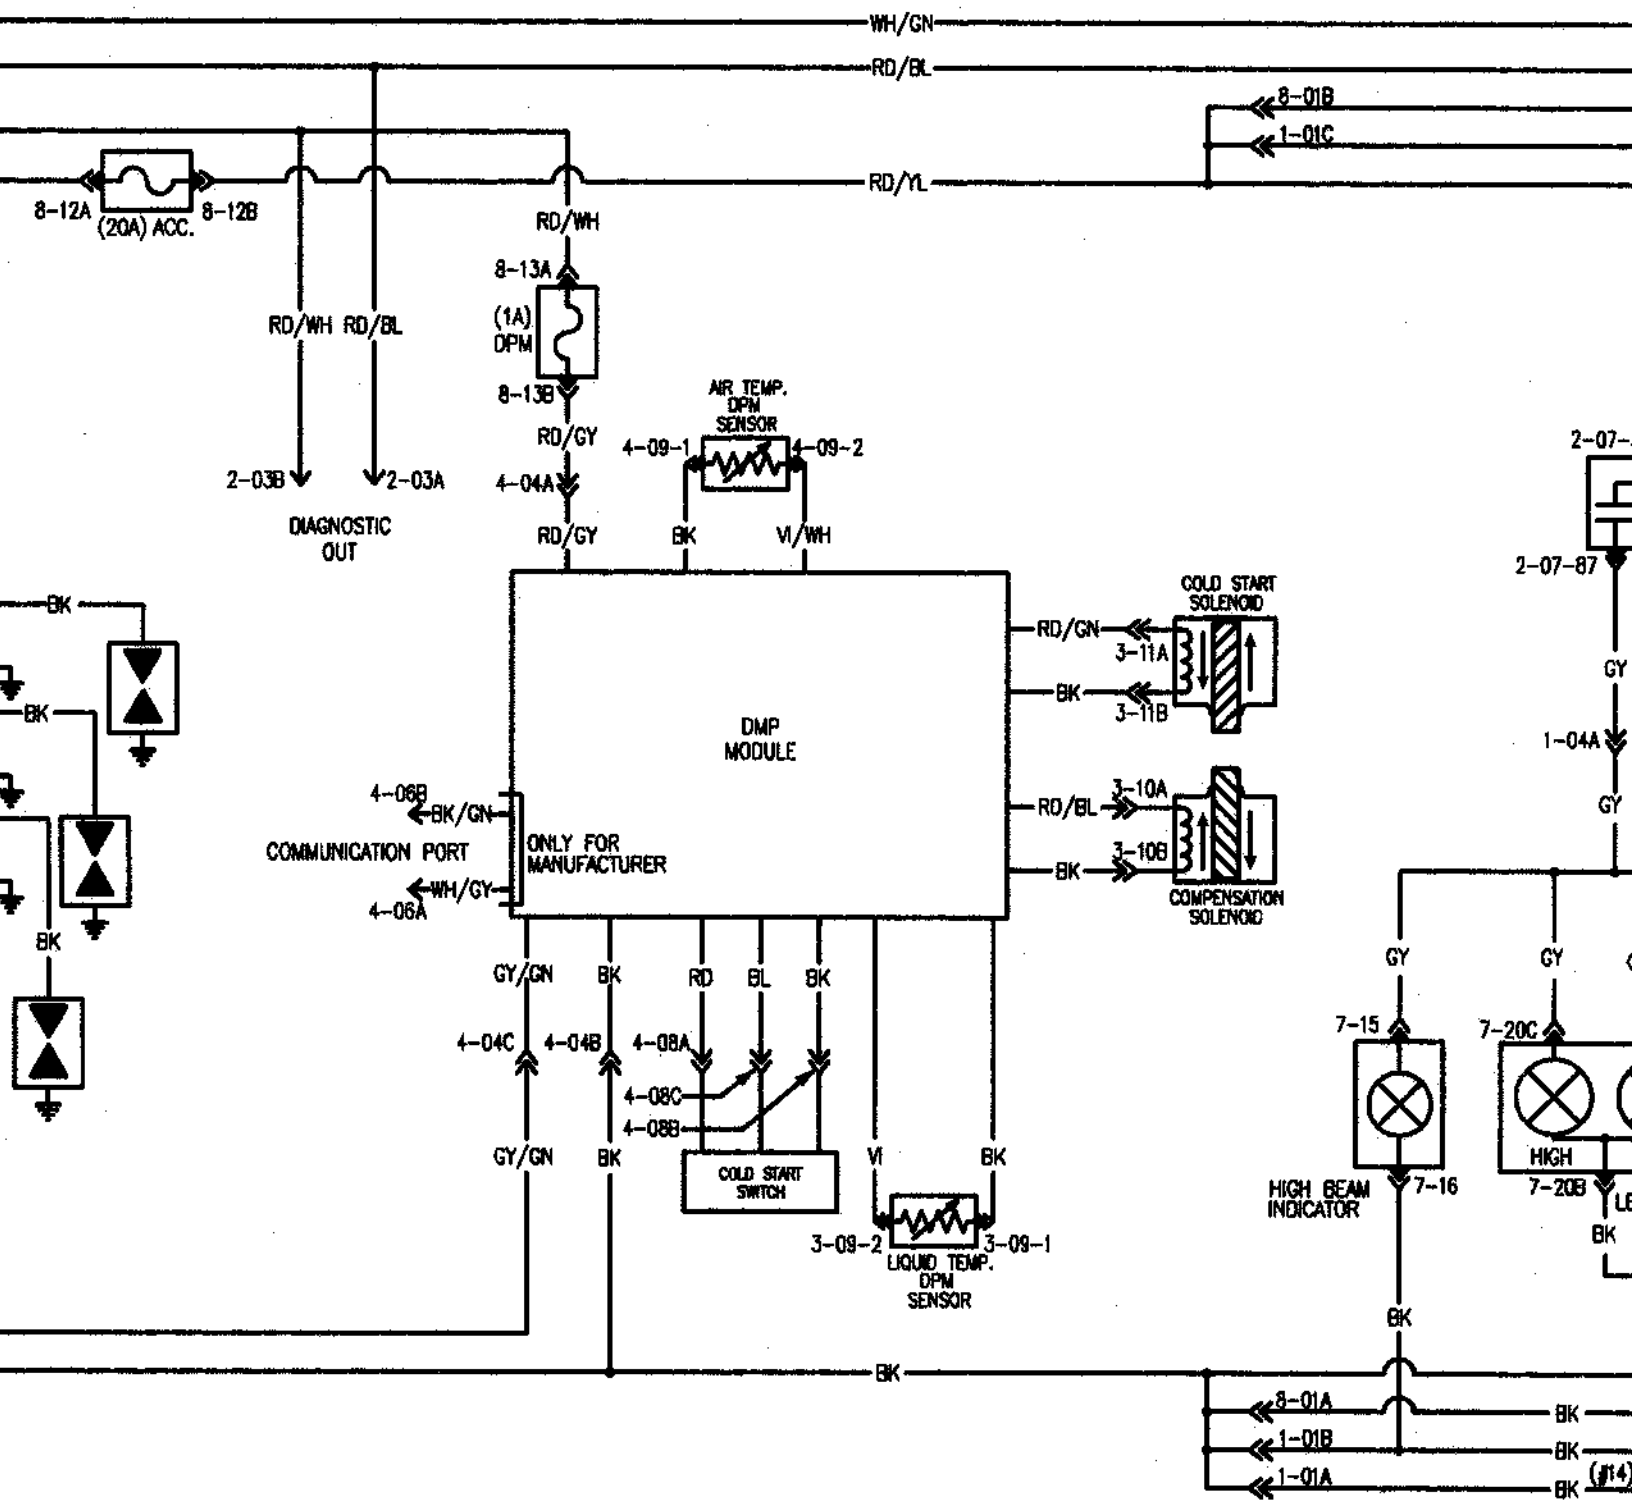 WH/GN
RD/BL
8-01B
1-01C
RD/YL
8-12A
8-12B
(20A) ACC.
RD/WH
8-13A
(1A)
DPM
RD/WH RD/BL
8-13B
AIR TEMP.
DPM
SENSOR
RD/GY
4-09-1
4-09-2
2-03B
2-03A
4-04A
DIAGNOSTIC
OUT
RD/GY
BK
VI/WH
2-07-
2-07-87
BK
COLD START
SOLENOID
RD/GN
3-11A
BK
3-11B
GY
BK
DMP
MODULE
1-04A
4-06B
BK/GN
COMMUNICATION PORT
ONLY FOR
MANUFACTURER
WH/GY
4-06A
3-10A
RD/BL
3-10B
BK
COMPENSATION
SOLENOID
GY
BK
GY/GN
BK
RD
BL
BK
GY
GY
4-04C
4-04B
4-08A
4-08C
4-08B
7-15
7-20C
GY/GN
BK
COLD START
SWITCH
VI
BK
HIGH
HIGH BEAM
INDICATOR
7-16
7-20B
BK
3-09-2
3-09-1
LIQUID TEMP.
DPM
SENSOR
BK
BK
8-01A
BK
1-01B
BK
1-01A
BK
(#14)